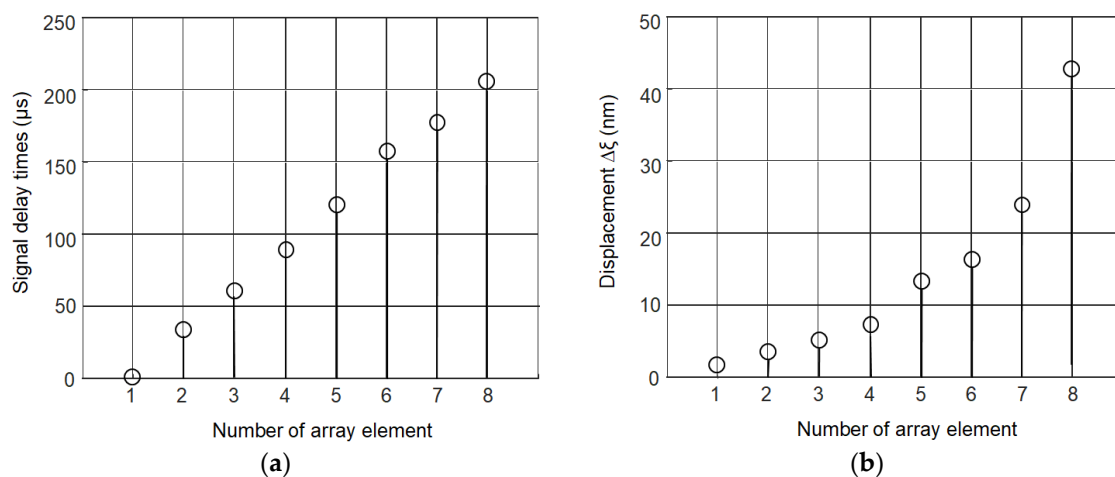 250
200
150
100
50
0
1 2 3 4 5 6 7 8
Signal delay times (µs)
Number of array element
(a)
50
40
30
20
10
0
1 2 3 4 5 6 7 8
Displacement Δξ (nm)
Number of array element
(b)